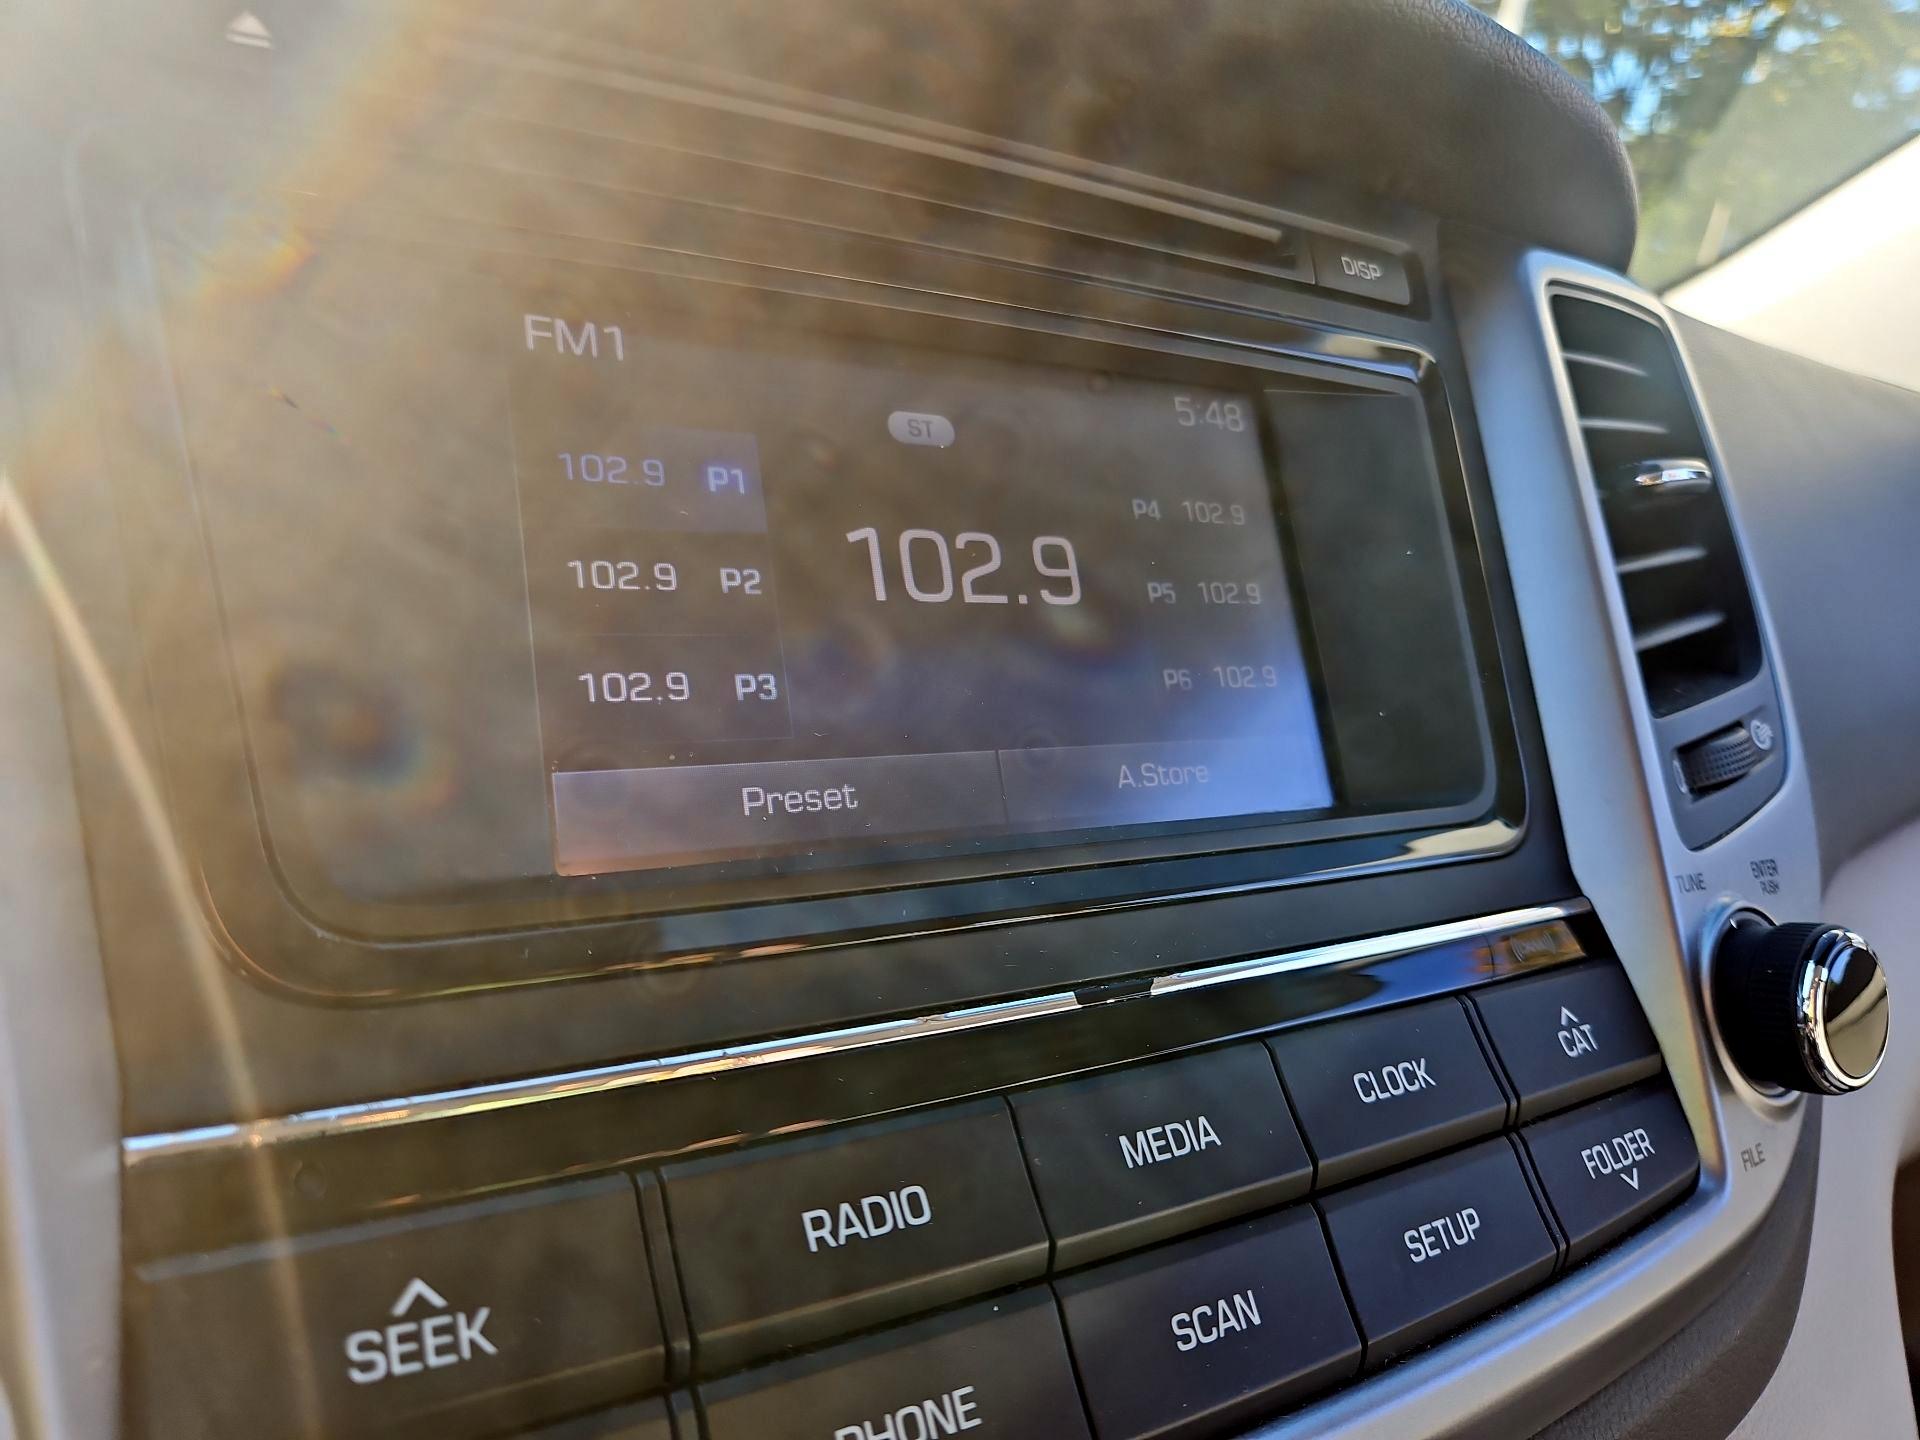 DISP
FM1
ST
5:48
102.9 P1
102.9 P2
102.9 P3
102.9
P4 102.9
P5 102.9
P6 102.9
Preset
A.Store
TUNE
ENTER
PUSH
SEEK
RADIO
MEDIA
CLOCK
CAT
PHONE
SCAN
SETUP
FOLDER
FILE